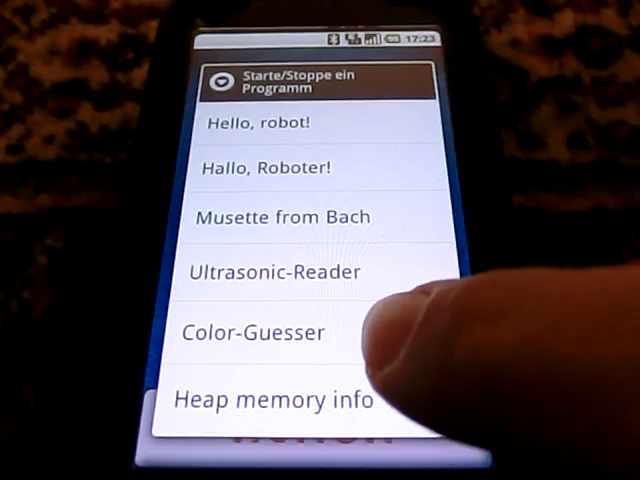 17:23
Starte/Stoppe ein
Programm
Hello, robot!
Hallo, Roboter!
Musette from Bach
Ultrasonic-Reader
Color-Guesser
Heap memory info